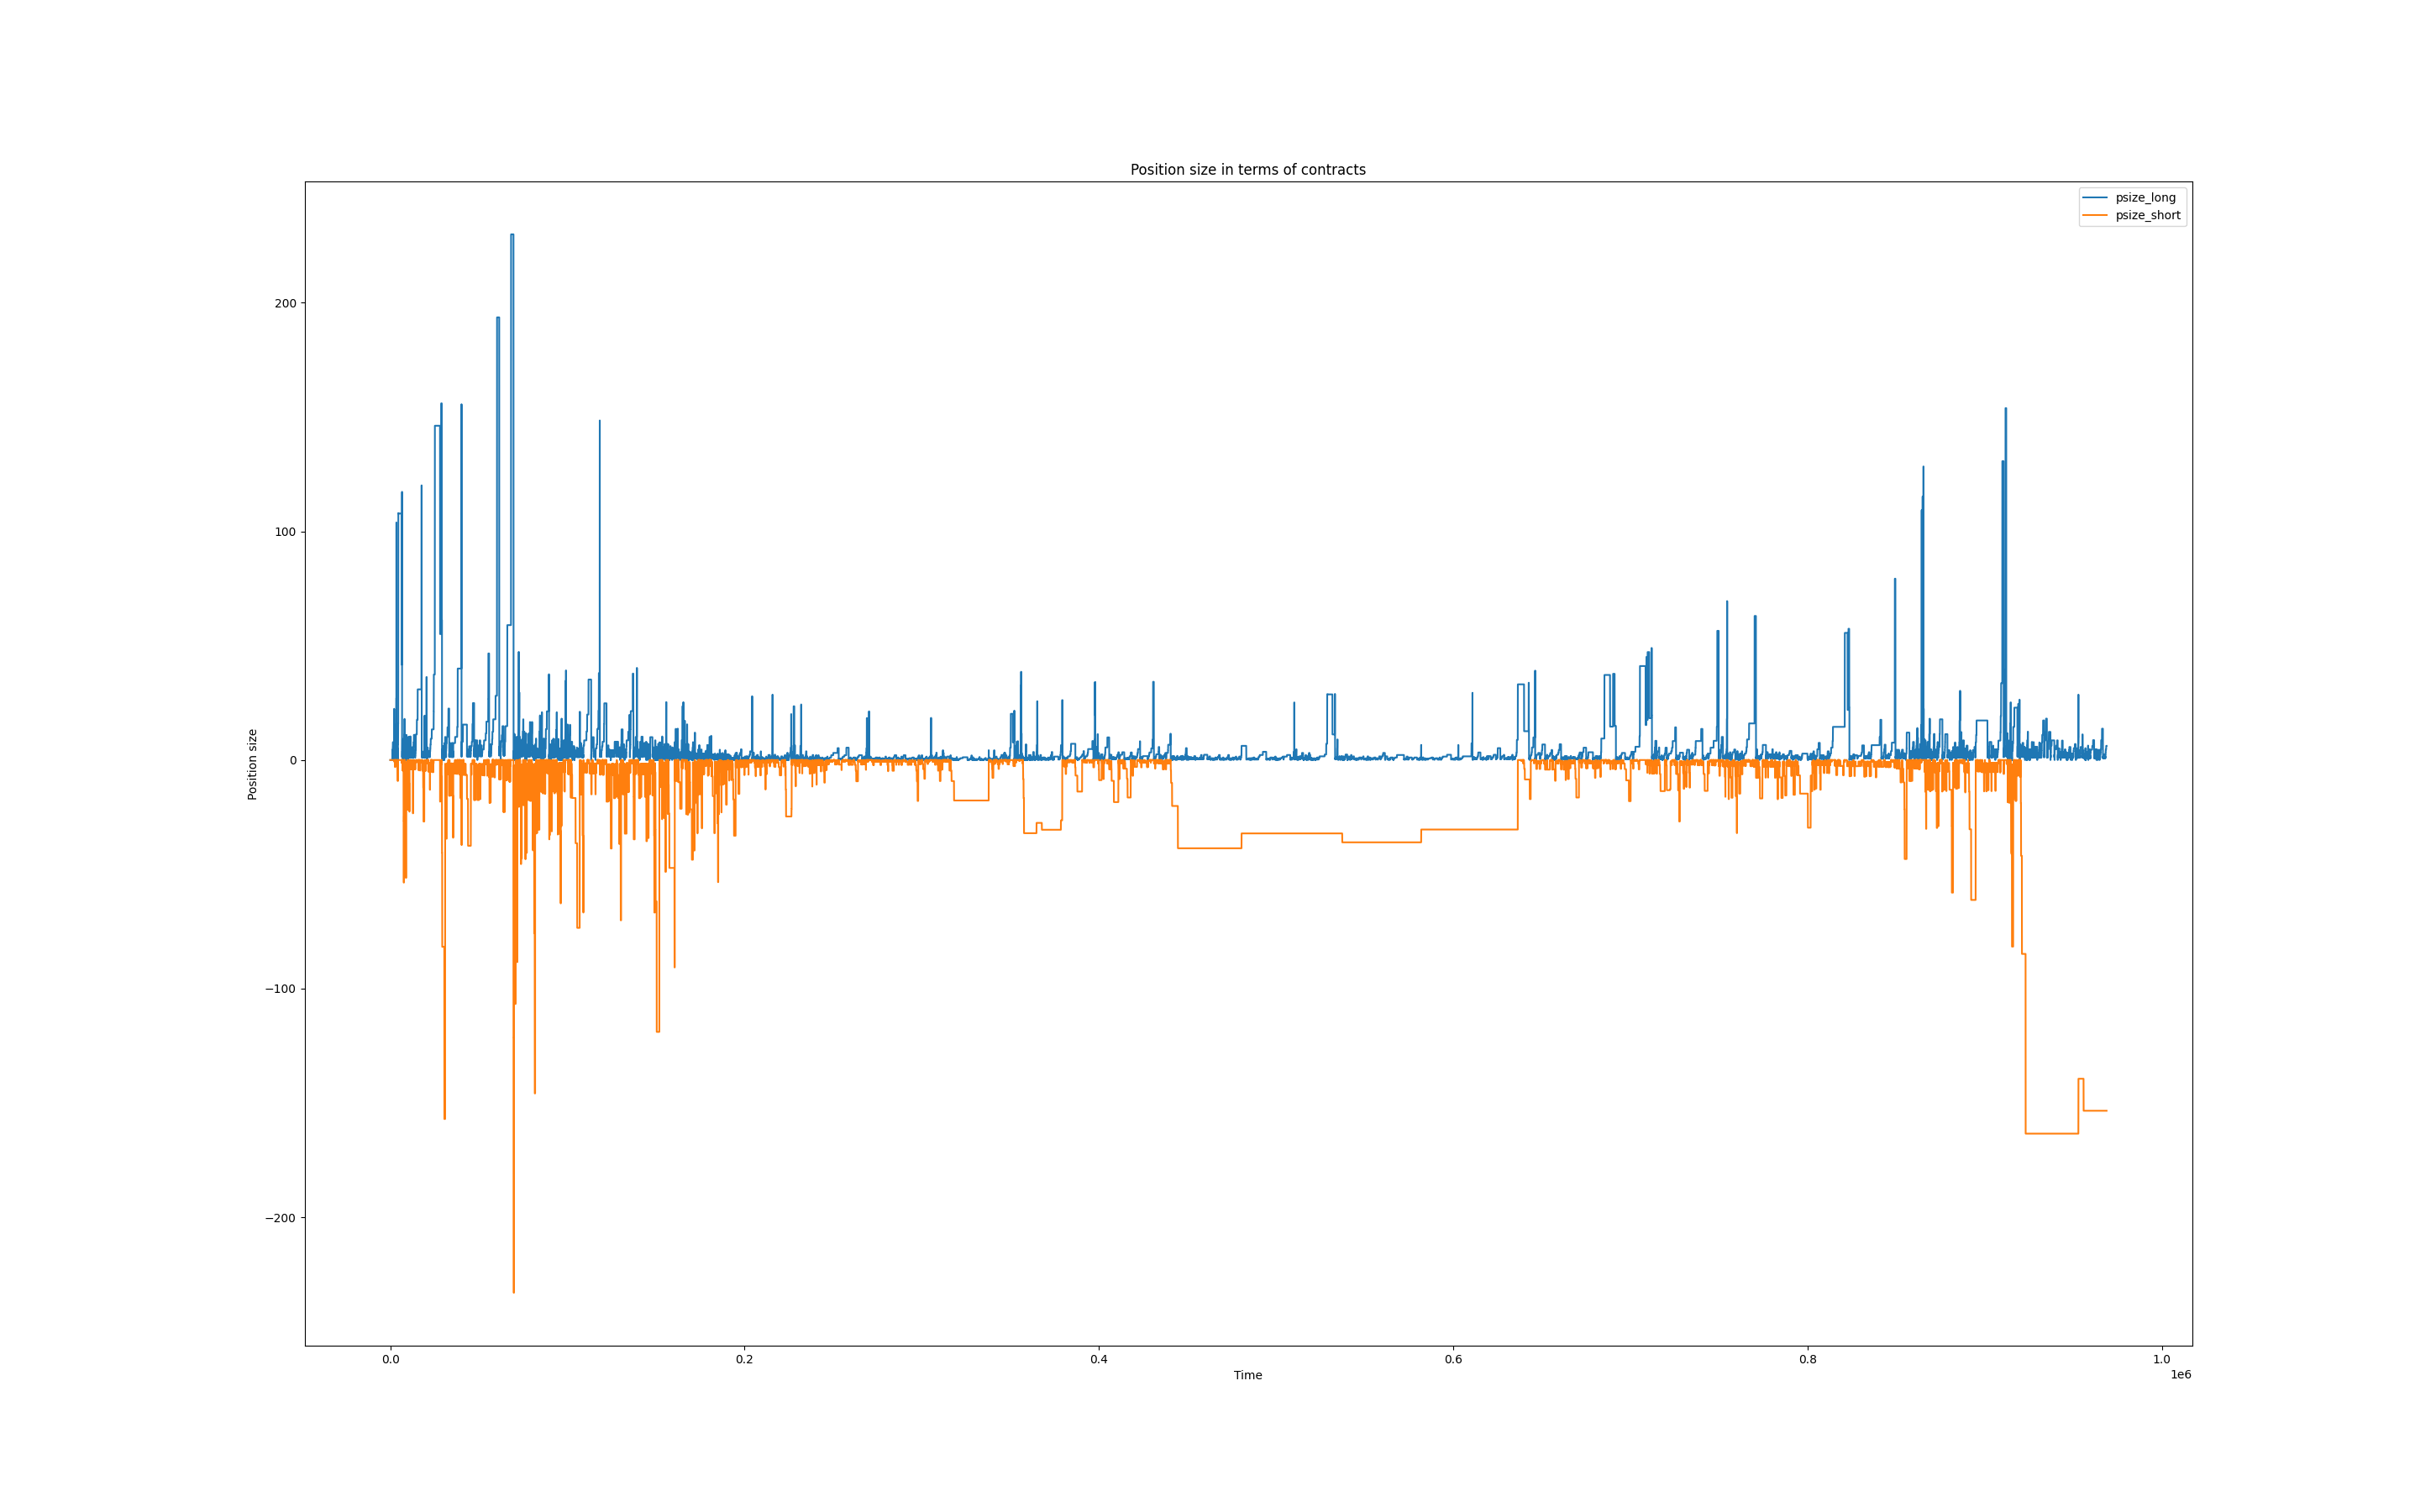 Position size in terms of contracts
psize_long
psize_short
200
100
0
−100
−200
Position size
0.0
0.2
0.4
0.6
0.8
1.0
1e6
Time